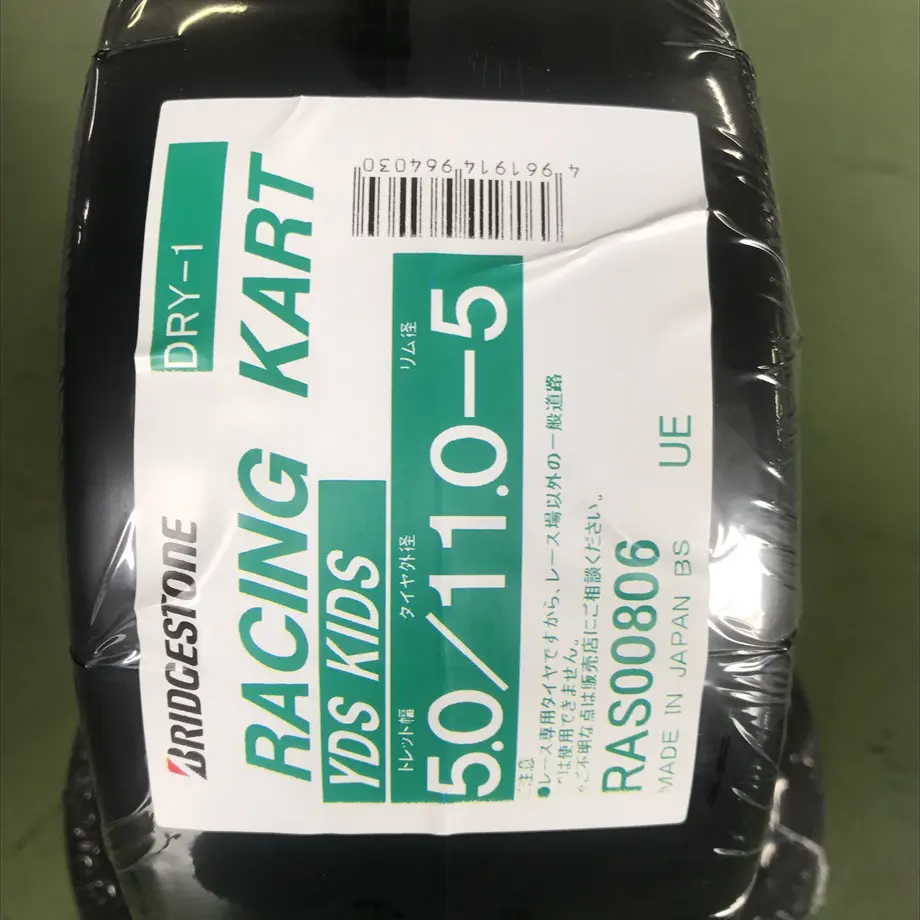 BRIDGESTONE
DRY-1
RACING KART
YDS KIDS
トレット幅 タイヤ外径 リム径
5.0/11.0-5
4961914964030
ご注意
●レース専用タイヤですから、レース場以外の一般道路
では使用できません。
ご不明な点は販売店にご相談ください。
RAS00806 UE
MADE IN JAPAN BS